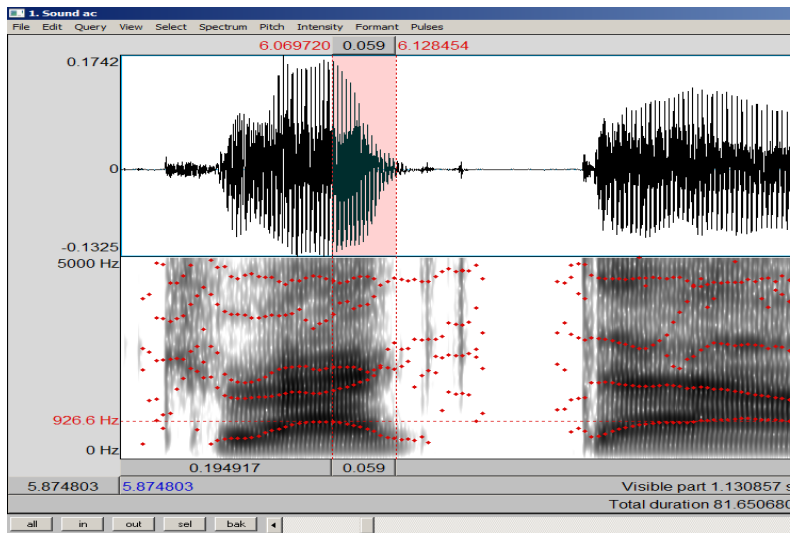 1. Sound ac
File Edit Query View Select Spectrum Pitch Intensity Formant Pulses
6.069720 0.059 6.128454
0.1742
0
-0.1325
5000 Hz
926.6 Hz
0 Hz
0.194917 0.059
5.874803 5.874803 Visible part 1.130857 s
Total duration 81.650680
all in out sel bak